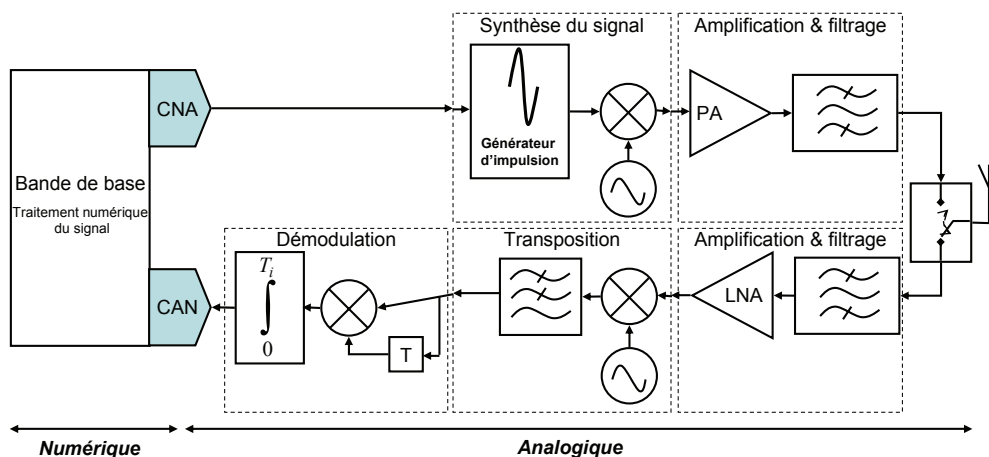 Synthèse du signal
Amplification & filtrage
CNA
Générateur
d'impulsion
PA
Bande de base
Traitement numérique
du signal
Démodulation
Transposition
Amplification & filtrage
CAN
T_i
∫
0
T
LNA
Numérique
Analogique